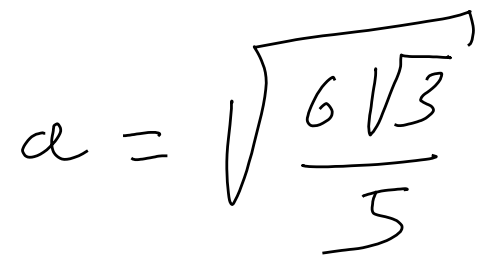 a = √(6√3/5)